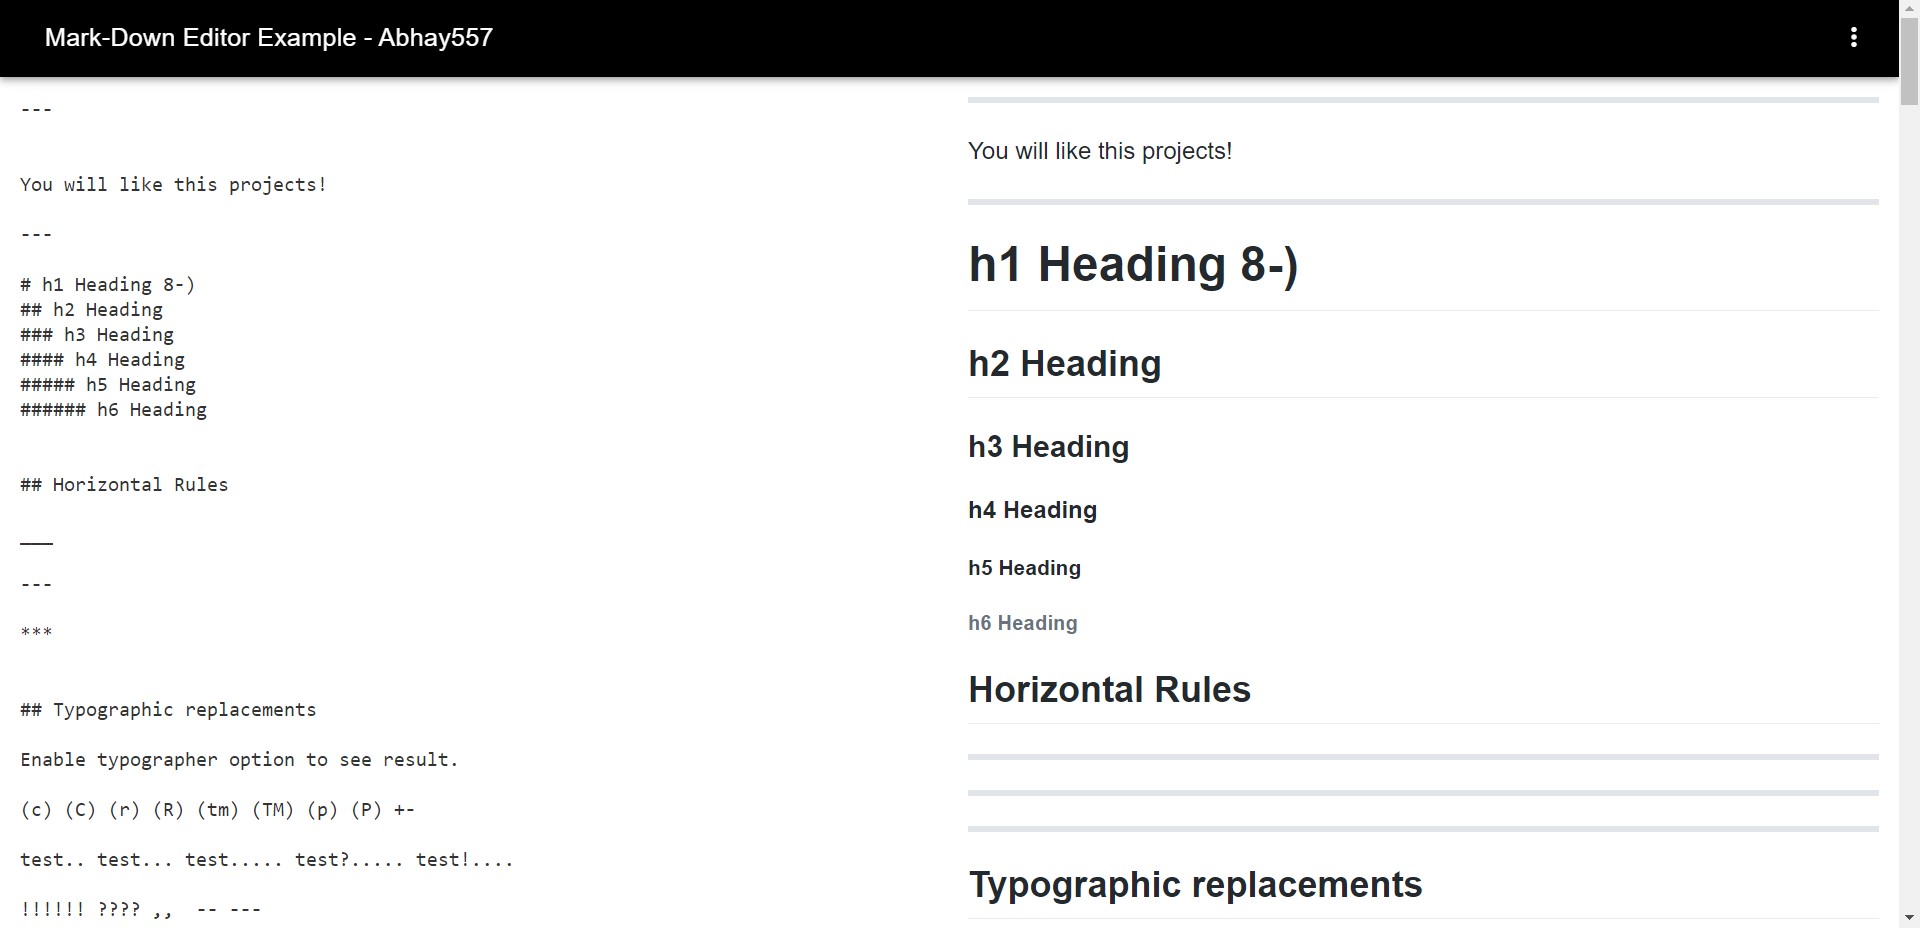 Mark-Down Editor Example - Abhay557
---
You will like this projects!
---
# h1 Heading 8-)
## h2 Heading
### h3 Heading
#### h4 Heading
##### h5 Heading
###### h6 Heading
## Horizontal Rules
___
---
***
## Typographic replacements
Enable typographer option to see result.
(c) (C) (r) (R) (tm) (TM) (p) (P) +-
test.. test... test..... test?..... test!....
!!!!!! ???? ,,  -- ---
You will like this projects!
h1 Heading 8-)
h2 Heading
h3 Heading
h4 Heading
h5 Heading
h6 Heading
Horizontal Rules
Typographic replacements